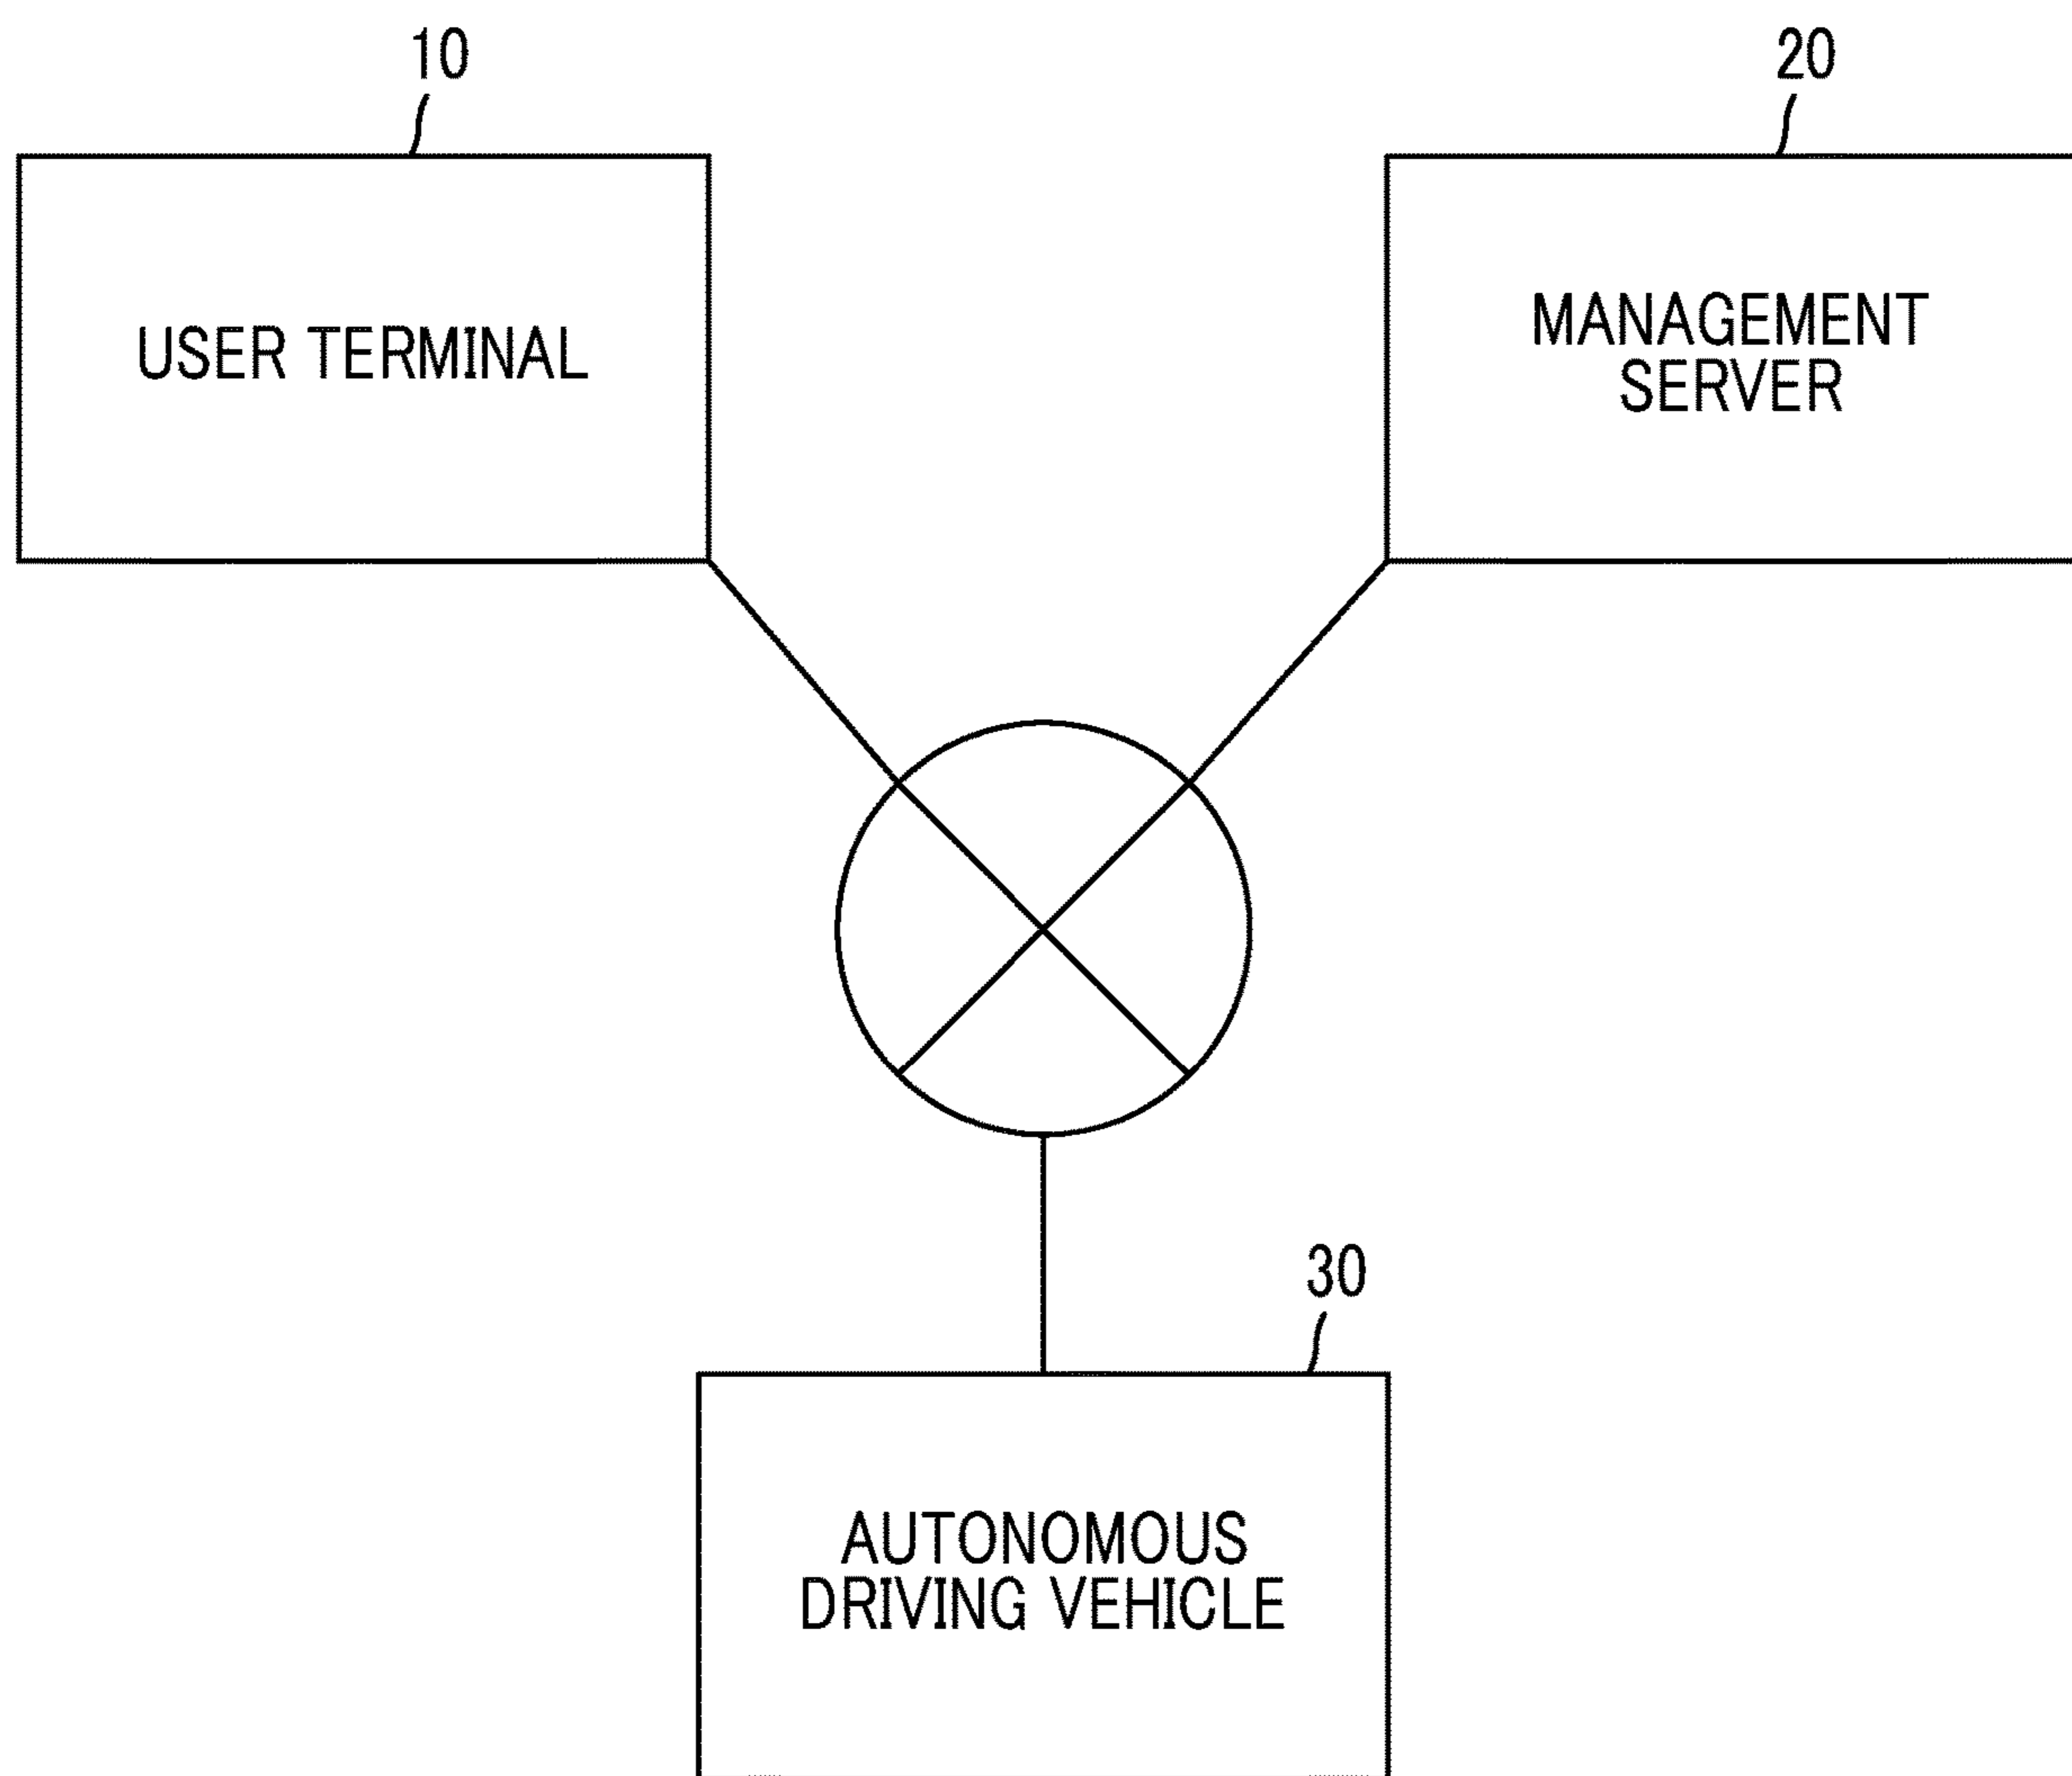 10
20
USER TERMINAL
MANAGEMENT
SERVER
30
AUTONOMOUS
DRIVING VEHICLE